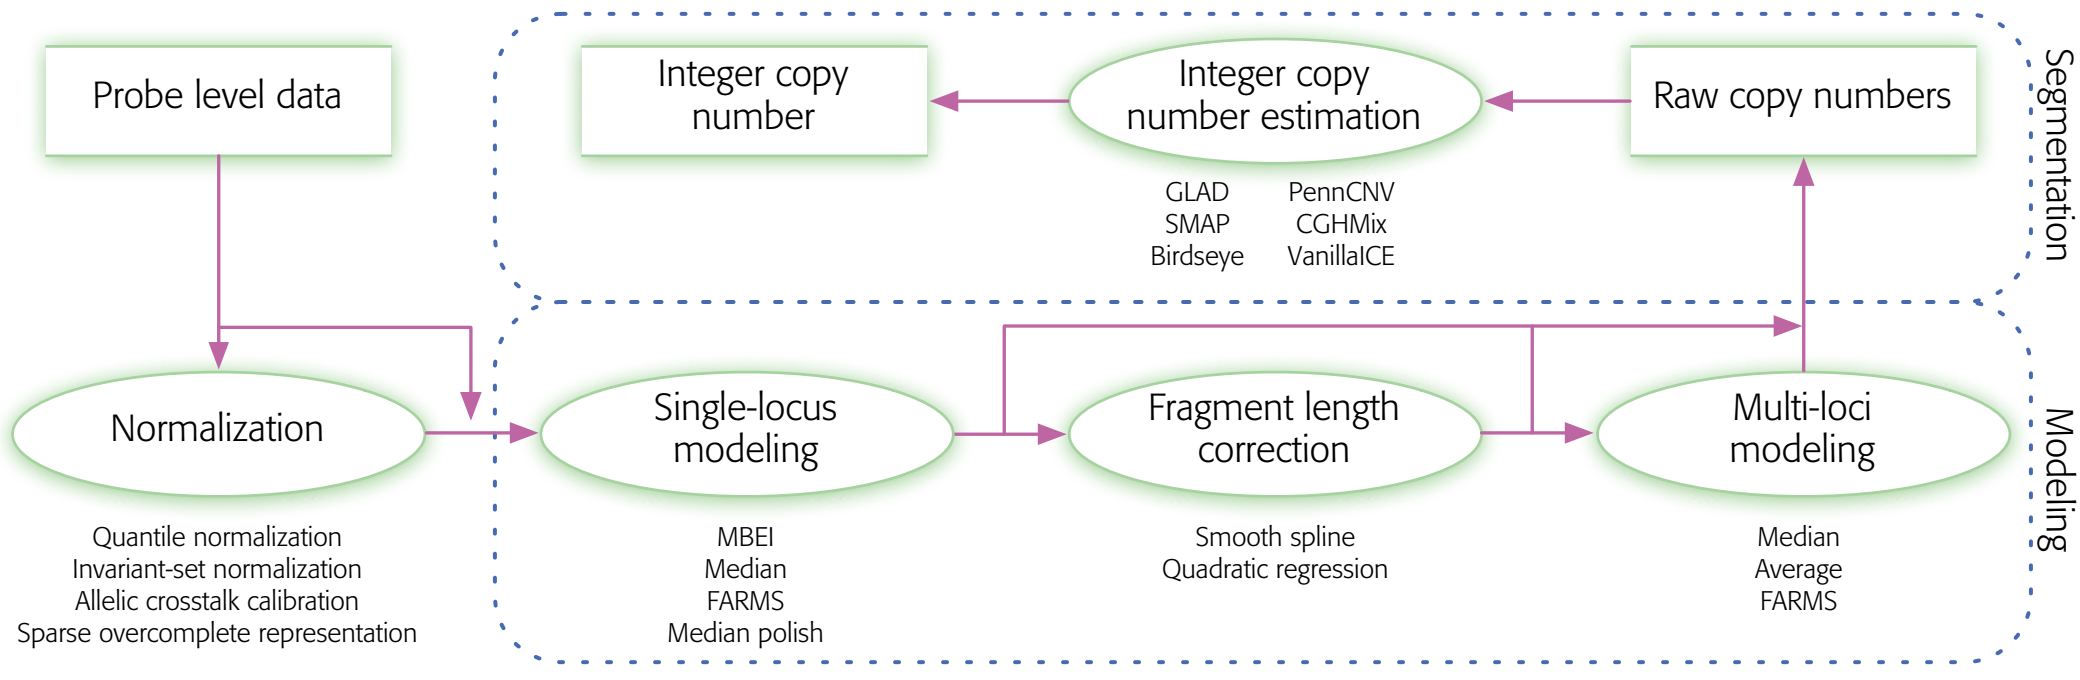 Probe level data
Integer copy
number
Integer copy
number estimation
Raw copy numbers
Segmentation
GLAD
SMAP
Birdseye
PennCNV
CGHMix
VanillaICE
Normalization
Single-locus
modeling
Fragment length
correction
Multi-loci
modeling
Modeling
Quantile normalization
Invariant-set normalization
Allelic crosstalk calibration
Sparse overcomplete representation
MBEI
Median
FARMS
Median polish
Smooth spline
Quadratic regression
Median
Average
FARMS